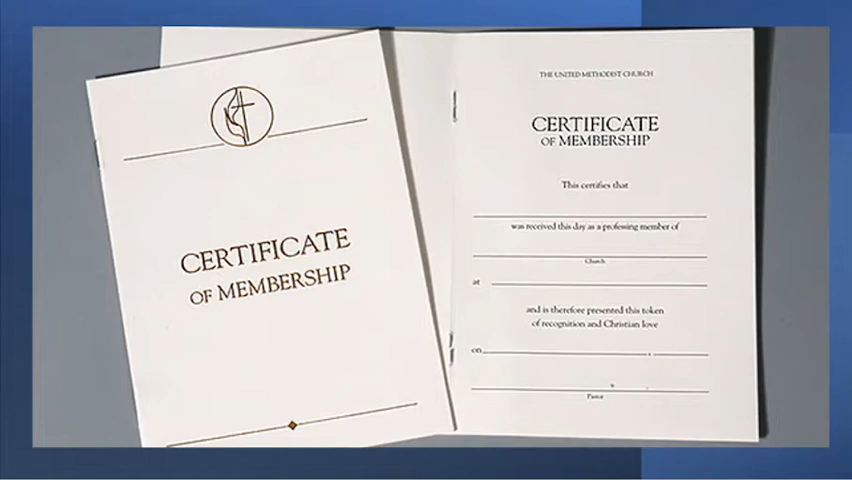 CERTIFICATE
OF MEMBERSHIP
THE UNITED METHODIST CHURCH
CERTIFICATE
OF MEMBERSHIP
This certifies that
was received this day as a professing member of
Church
at
and is therefore presented this token
of recognition and Christian love
on
Pastor